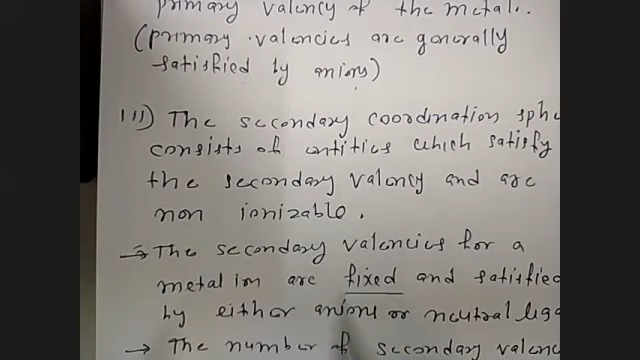 primary valency of the metal.
(primary valencies are generally
satisfied by anions)
III) The secondary coordination sphe
consists of entities which satisfy
the secondary valency and are
non ionizable.
→ The secondary valencies for a
metal ion are fixed and satisfied
by either anions or neutral liga
→ The number of secondary valenc